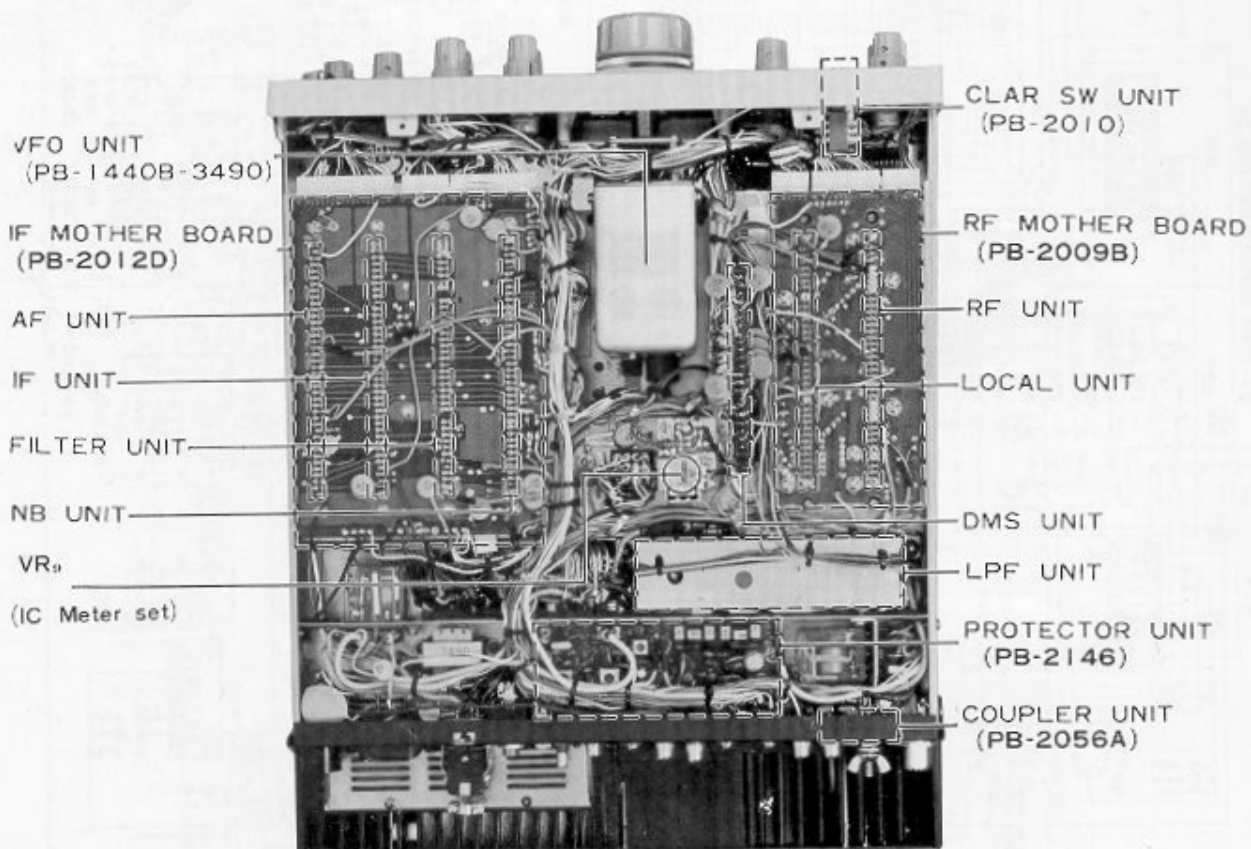 VFO UNIT
(PB-1440B-3490)
IF MOTHER BOARD
(PB-2012D)
AF UNIT
IF UNIT
FILTER UNIT
NB UNIT
VR₉
(IC Meter set)
CLAR SW UNIT
(PB-2010)
RF MOTHER BOARD
(PB-2009B)
RF UNIT
LOCAL UNIT
DMS UNIT
LPF UNIT
PROTECTOR UNIT
(PB-2146)
COUPLER UNIT
(PB-2056A)